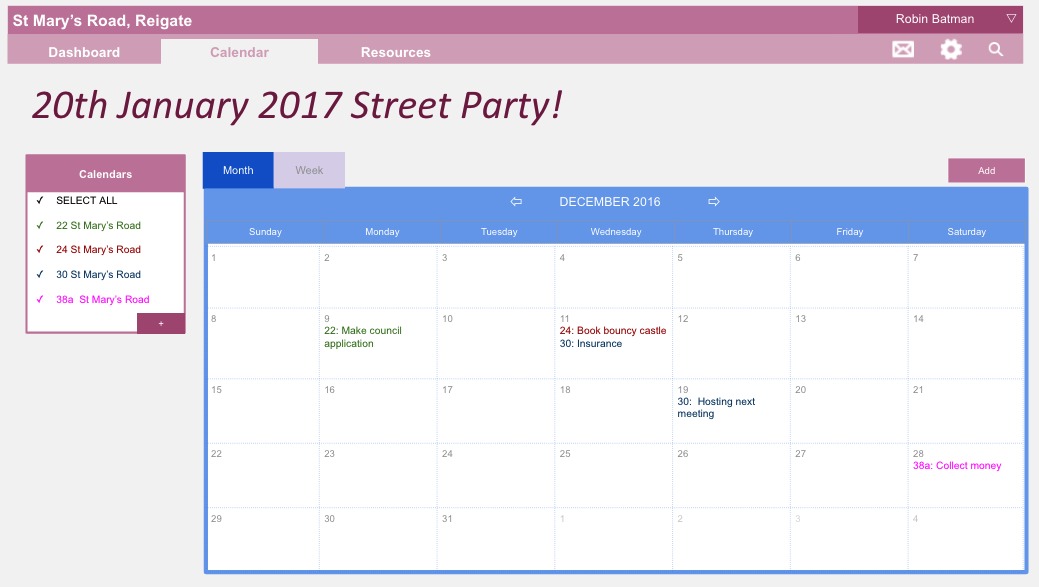 St Mary's Road, Reigate
Robin Batman
Dashboard
Calendar
Resources
20th January 2017 Street Party!
Calendars
✓ SELECT ALL
✓ 22 St Mary's Road
✓ 24 St Mary's Road
✓ 30 St Mary's Road
✓ 38a St Mary's Road
+
Month
Week
Add
DECEMBER 2016
Sunday Monday Tuesday Wednesday Thursday Friday Saturday
1 2 3 4 5 6 7
8 9 10 11 12 13 14
22: Make council
application
24: Book bouncy castle
30: Insurance
15 16 17 18 19 20 21
30: Hosting next
meeting
22 23 24 25 26 27 28
38a: Collect money
29 30 31 1 2 3 4